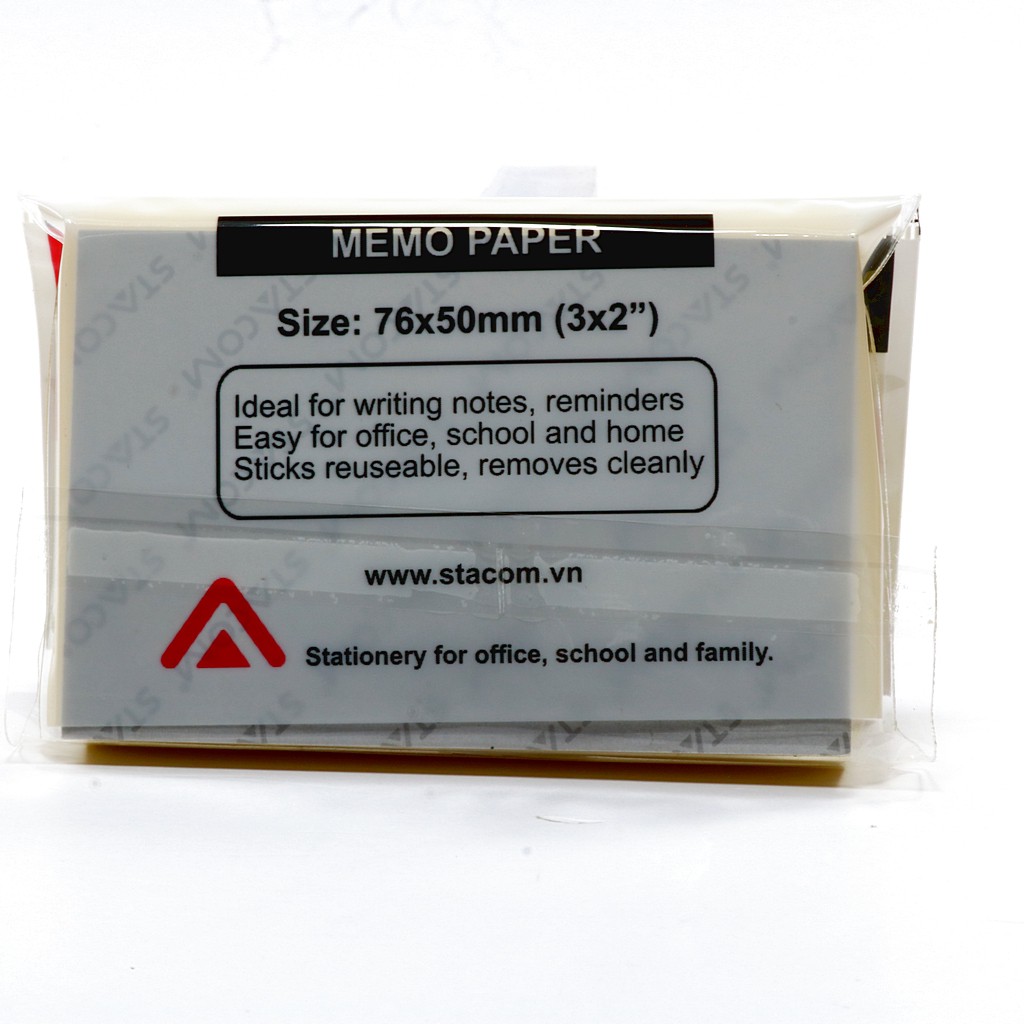 MEMO PAPER
Size: 76x50mm (3x2”)
Ideal for writing notes, reminders
Easy for office, school and home
Sticks reuseable, removes cleanly
www.stacom.vn
Stationery for office, school and family.